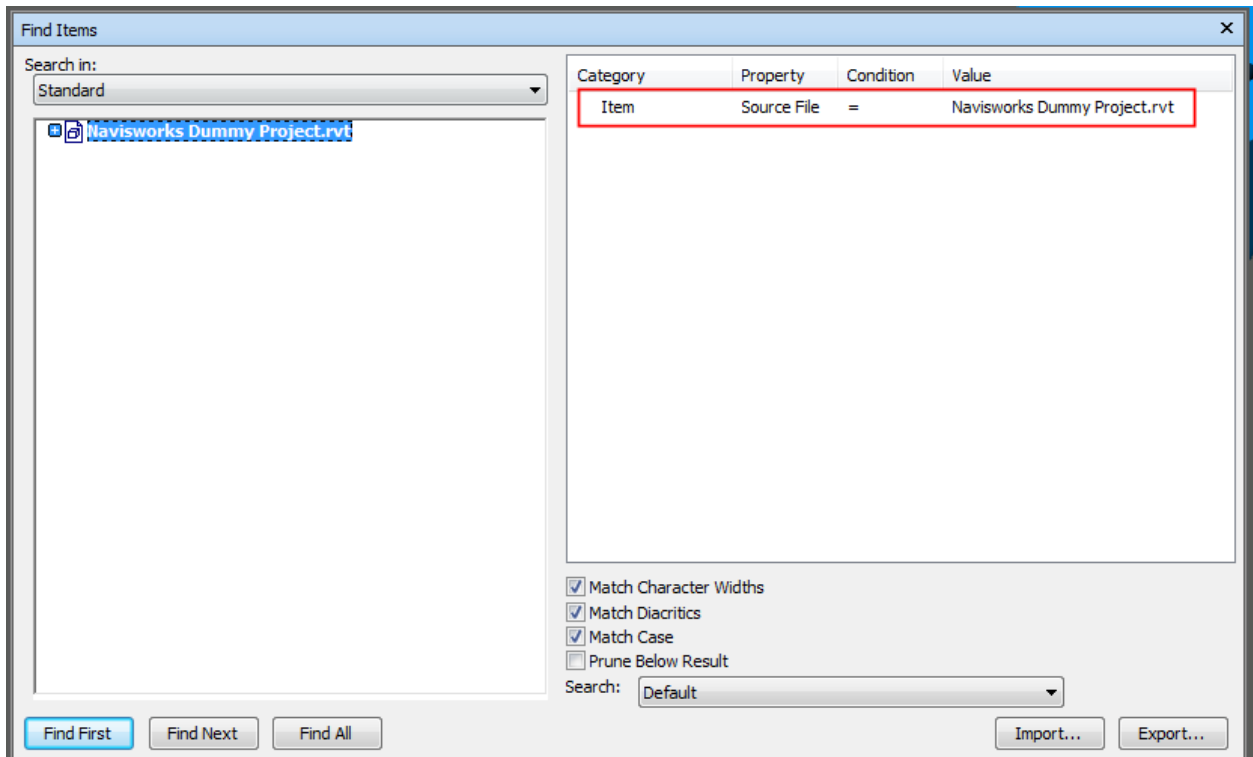 Find Items
Search in:
Standard
Navisworks Dummy Project.rvt
Category Property Condition Value
Item Source File = Navisworks Dummy Project.rvt
Match Character Widths
Match Diacritics
Match Case
Prune Below Result
Search: Default
Find First Find Next Find All Import... Export...